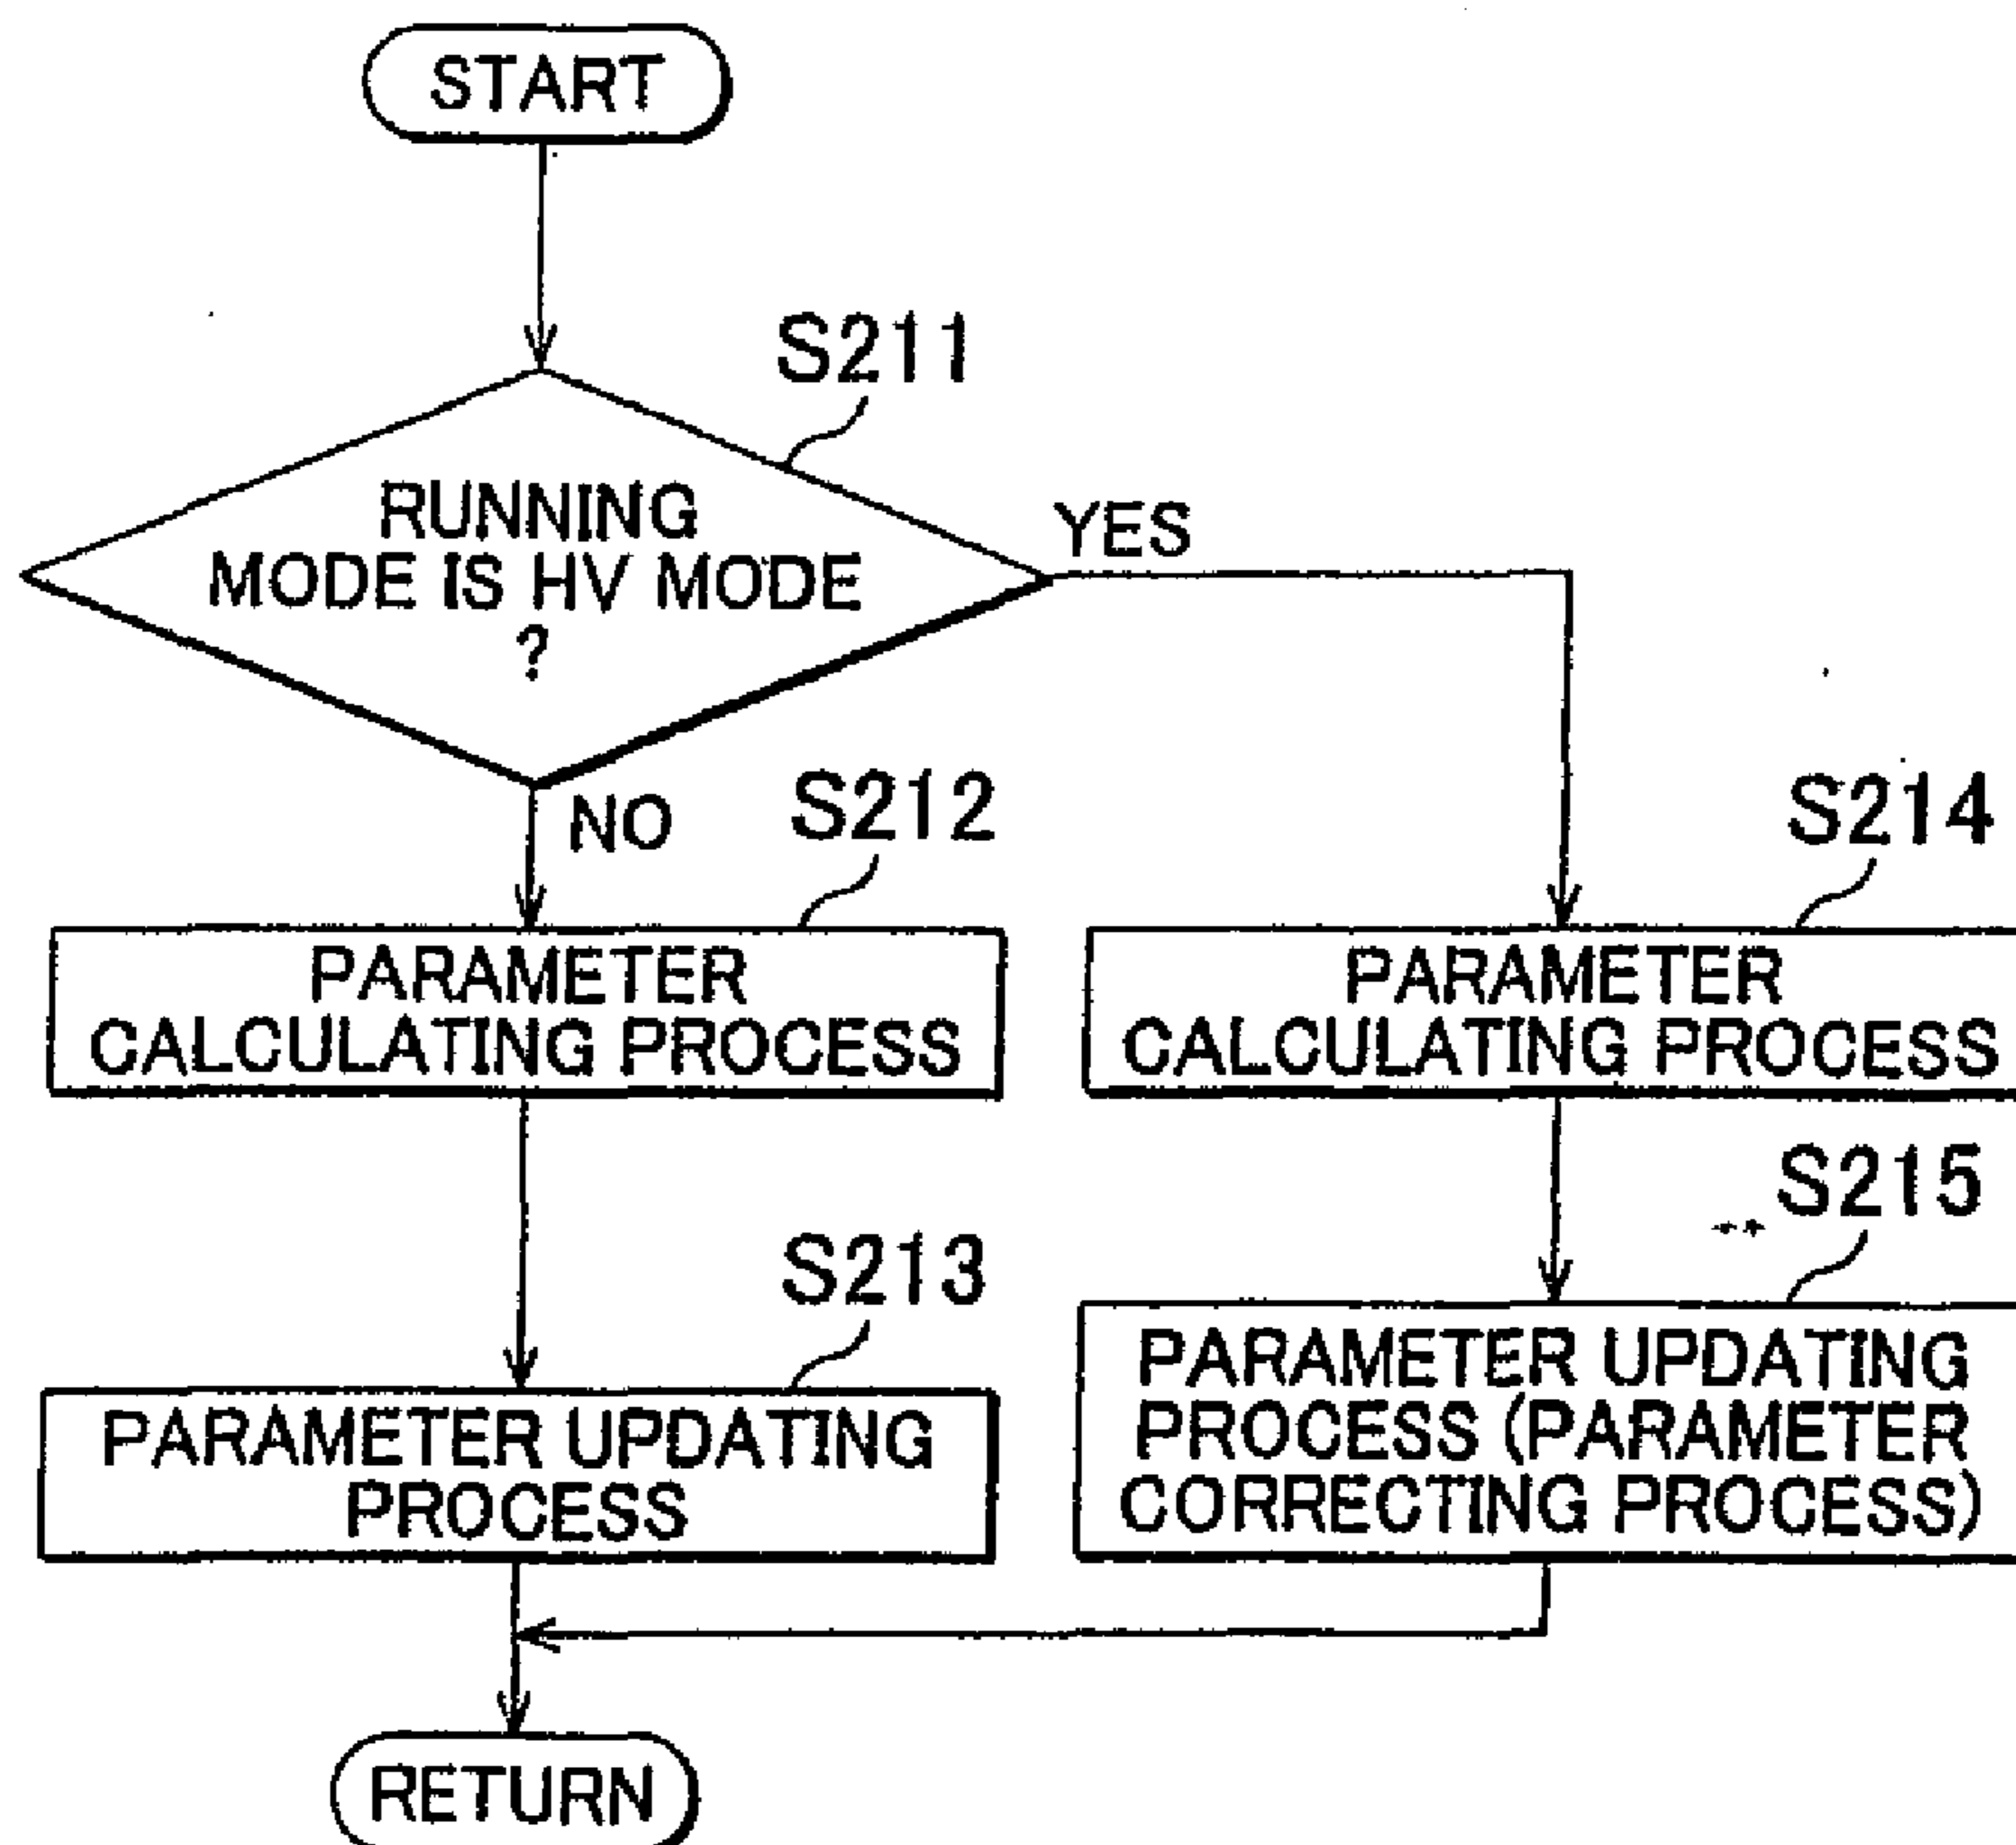 START
S211
RUNNING
MODE IS HV MODE
?
YES
NO
S212
S214
PARAMETER
CALCULATING PROCESS
PARAMETER
CALCULATING PROCESS
S213
S215
PARAMETER UPDATING
PROCESS
PARAMETER UPDATING
PROCESS (PARAMETER
CORRECTING PROCESS)
RETURN